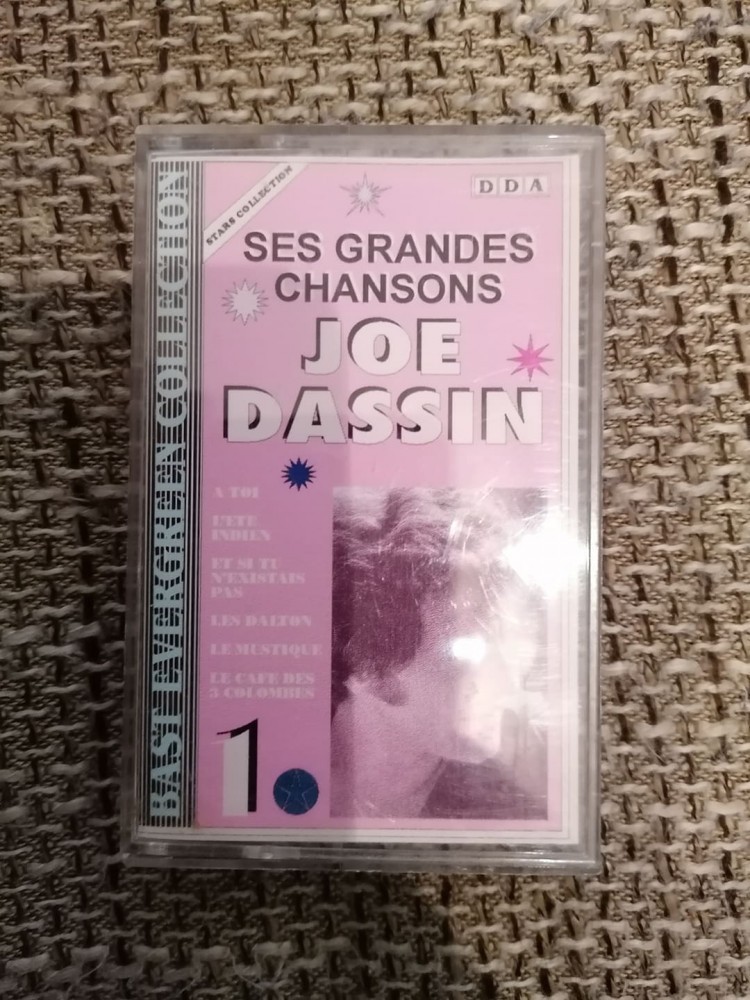 BAST EVERGREEN COLLECTION
STARS COLLECTION
DDA
SES GRANDES
CHANSONS
JOE
DASSIN
A TOI
L'ETE
INDIEN
ET SI TU
N'EXISTAIS
PAS
LES DALTON
LE MUSTIQUE
LE CAFE DES
3 COLOMBES
1